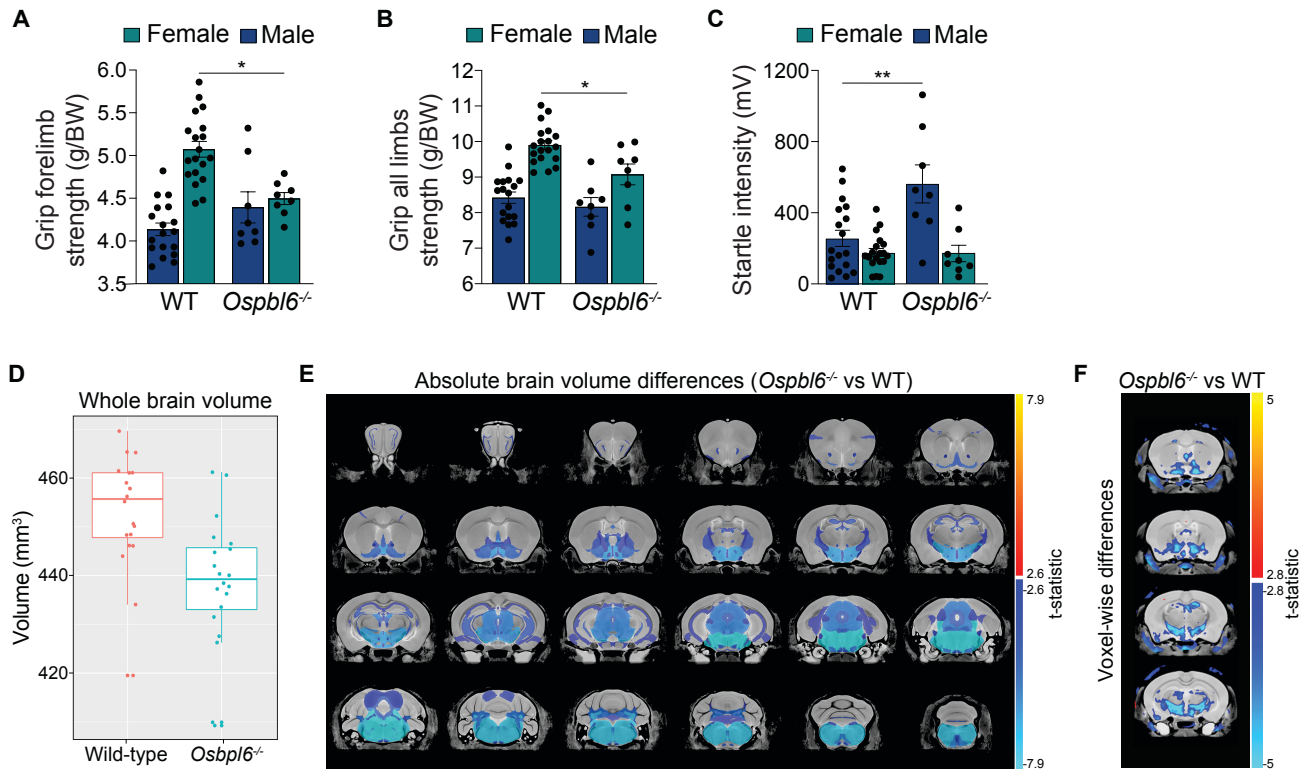 A
Female Male
Grip forelimb
strength (g/BW)
6.0
5.5
5.0
4.5
4.0
3.5
*
WT Ospbl6-/-
B
Female Male
Grip all limbs
strength (g/BW)
12
11
10
9
8
7
6
*
WT Ospbl6-/-
C
Female Male
Startle intensity (mV)
1200
800
400
0
**
WT Ospbl6-/-
D
Whole brain volume
Volume (mm³)
460
440
420
Wild-type Osbpl6-/-
E
Absolute brain volume differences (Ospbl6-/- vs WT)
7.9
2.6
-2.6
-7.9
t-statistic
F
Ospbl6-/- vs WT
Voxel-wise differences
5
2.8
-2.8
-5
t-statistic